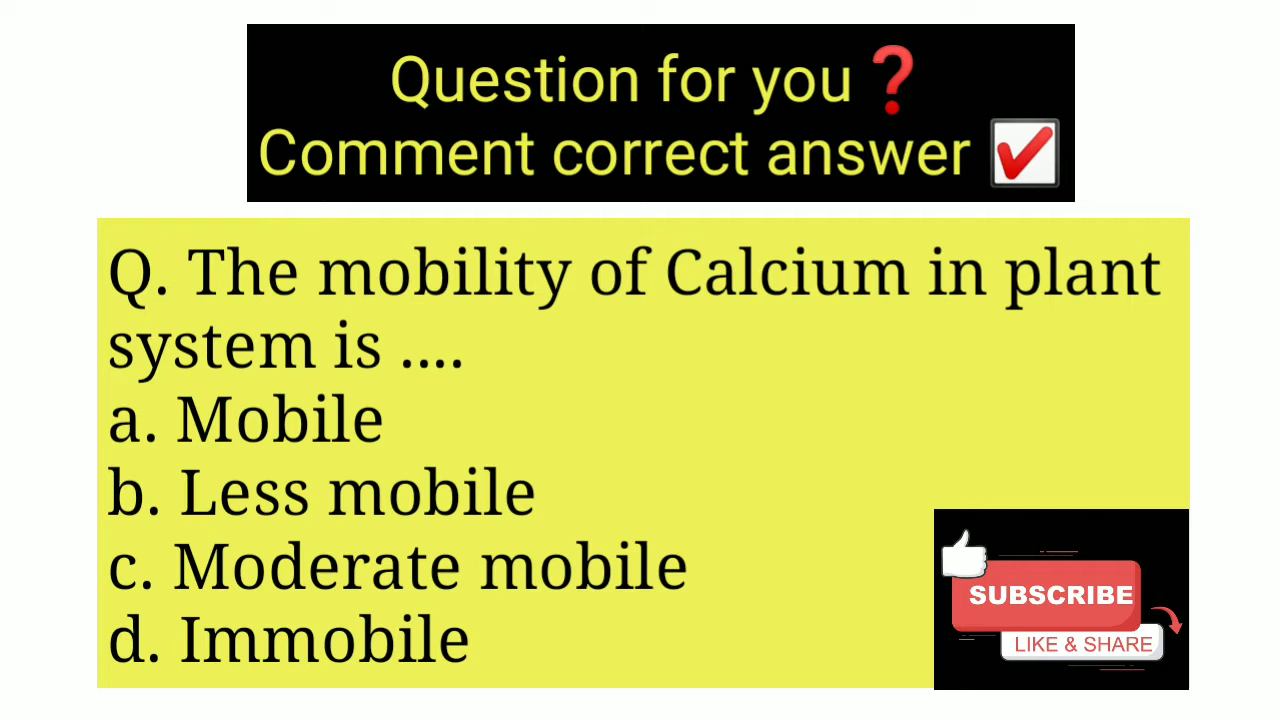 Question for you❓
Comment correct answer ☑
Q. The mobility of Calcium in plant
system is ....
a. Mobile
b. Less mobile
c. Moderate mobile
d. Immobile
SUBSCRIBE
LIKE & SHARE